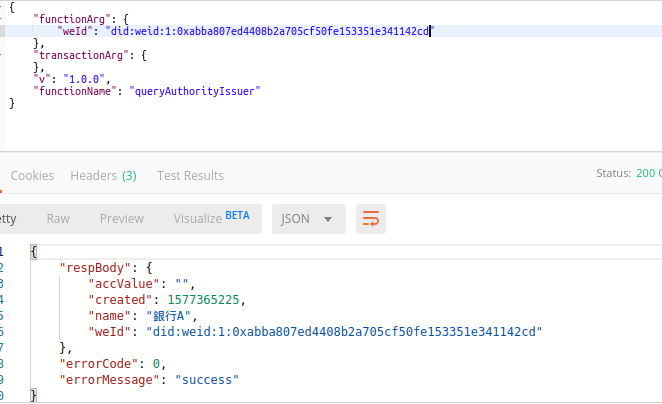 {
"functionArg": {
"weId": "did:weid:1:0xabba807ed4408b2a705cf50fe153351e341142cd"
},
"transactionArg": {
},
"v": "1.0.0",
"functionName": "queryAuthorityIssuer"
}
Cookies Headers (3) Test Results Status: 200
etty Raw Preview Visualize BETA JSON
1 {
2 "respBody": {
3 "accValue": "",
4 "created": 1577365225,
5 "name": "銀行A",
6 "weId": "did:weid:1:0xabba807ed4408b2a705cf50fe153351e341142cd"
7 },
8 "errorCode": 0,
9 "errorMessage": "success"
0 }